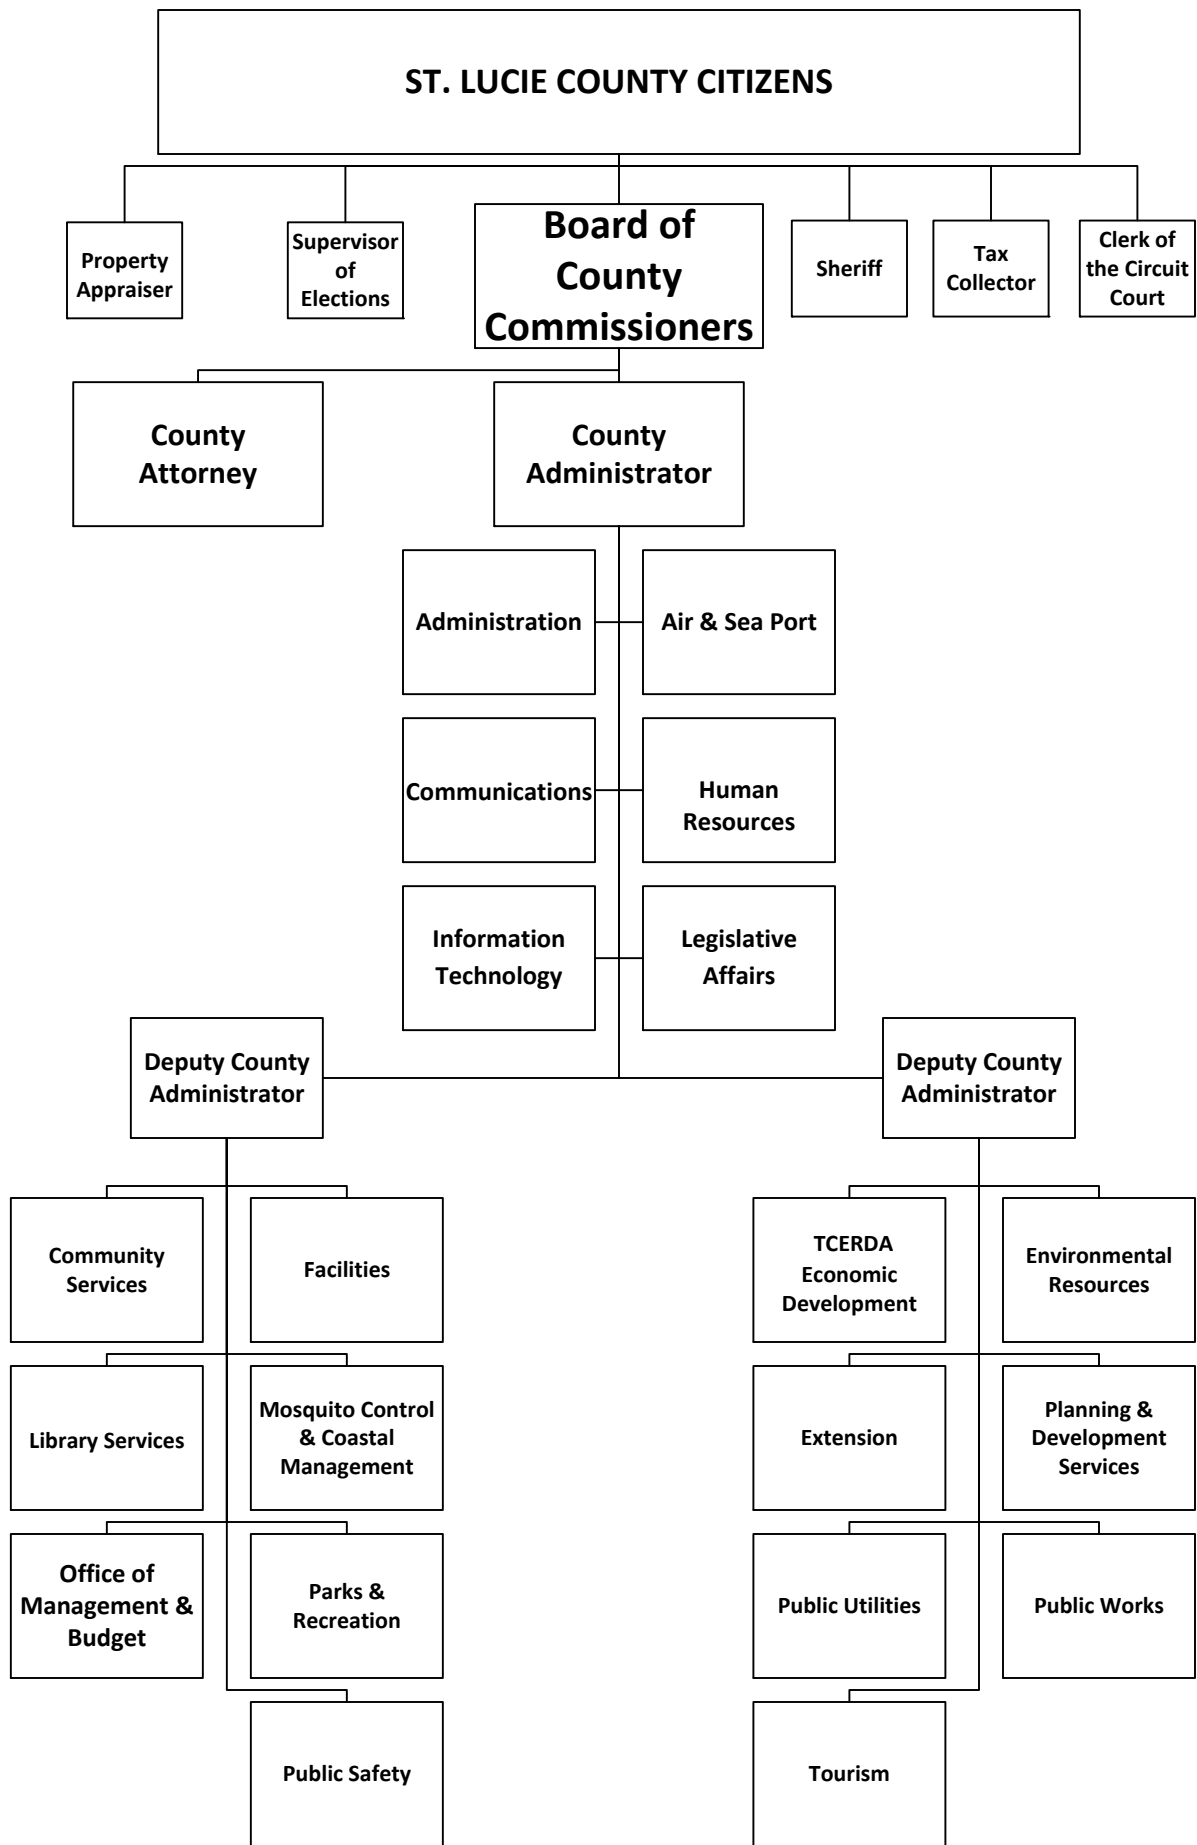 ST. LUCIE COUNTY CITIZENS
Property
Appraiser
Supervisor
of
Elections
Board of
County
Commissioners
Sheriff
Tax
Collector
Clerk of
the Circuit
Court
County
Attorney
County
Administrator
Administration
Air & Sea Port
Communications
Human
Resources
Information
Technology
Legislative
Affairs
Deputy County
Administrator
Deputy County
Administrator
Community
Services
Facilities
TCERDA
Economic
Development
Environmental
Resources
Library Services
Mosquito Control
& Coastal
Management
Extension
Planning &
Development
Services
Office of
Management &
Budget
Parks &
Recreation
Public Utilities
Public Works
Public Safety
Tourism